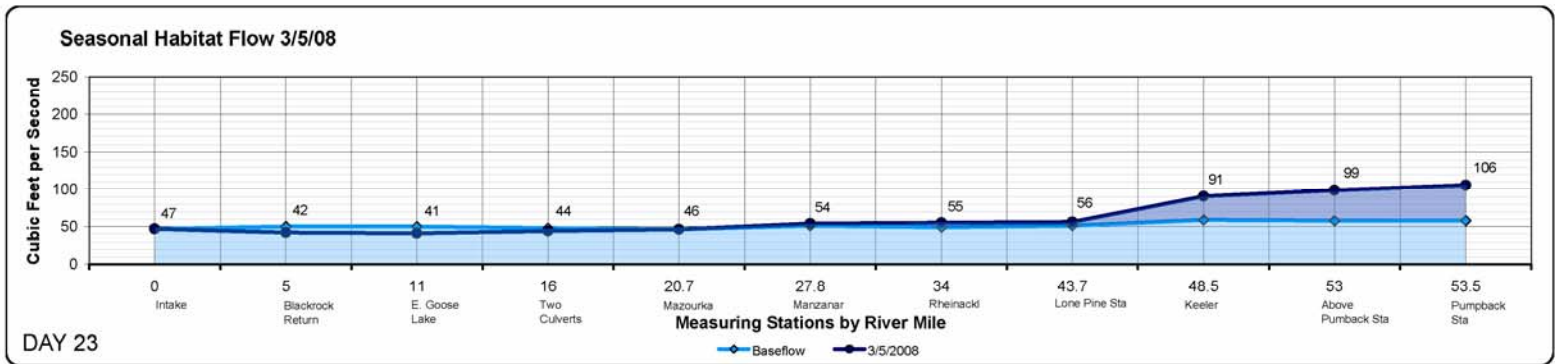 Seasonal Habitat Flow 3/5/08
Cubic Feet per Second
250
200
150
100
50
0
47 42 41 44 46 54 55 56 91 99 106
0 5 11 16 20.7 27.8 34 43.7 48.5 53 53.5
Intake Blackrock E. Goose Two Mazourka Manzanar Rheinackl Lone Pine Sta Keeler Above Pumpback
Return Lake Culverts Pumback Sta Sta
Measuring Stations by River Mile
DAY 23
Baseflow 3/5/2008